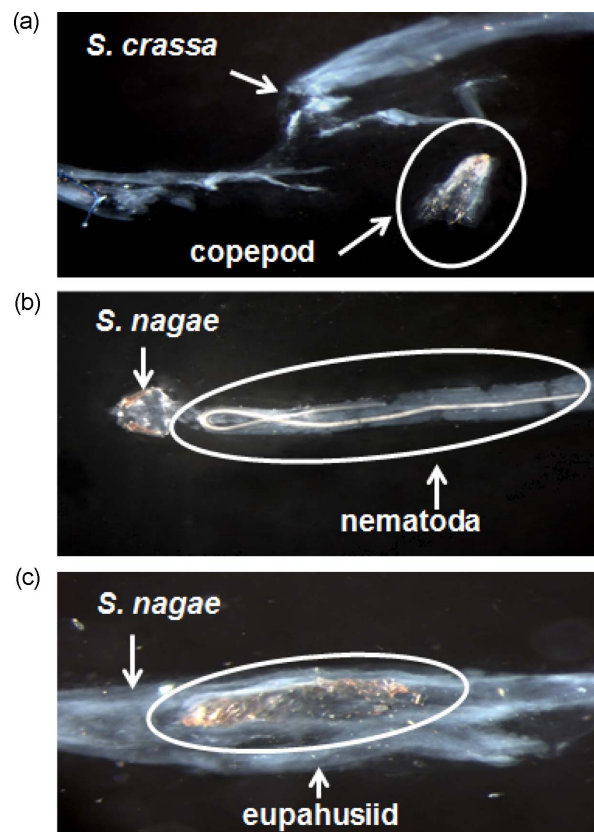 (a)
S. crassa
copepod
(b)
S. nagae
nematoda
(c)
S. nagae
eupahusiid